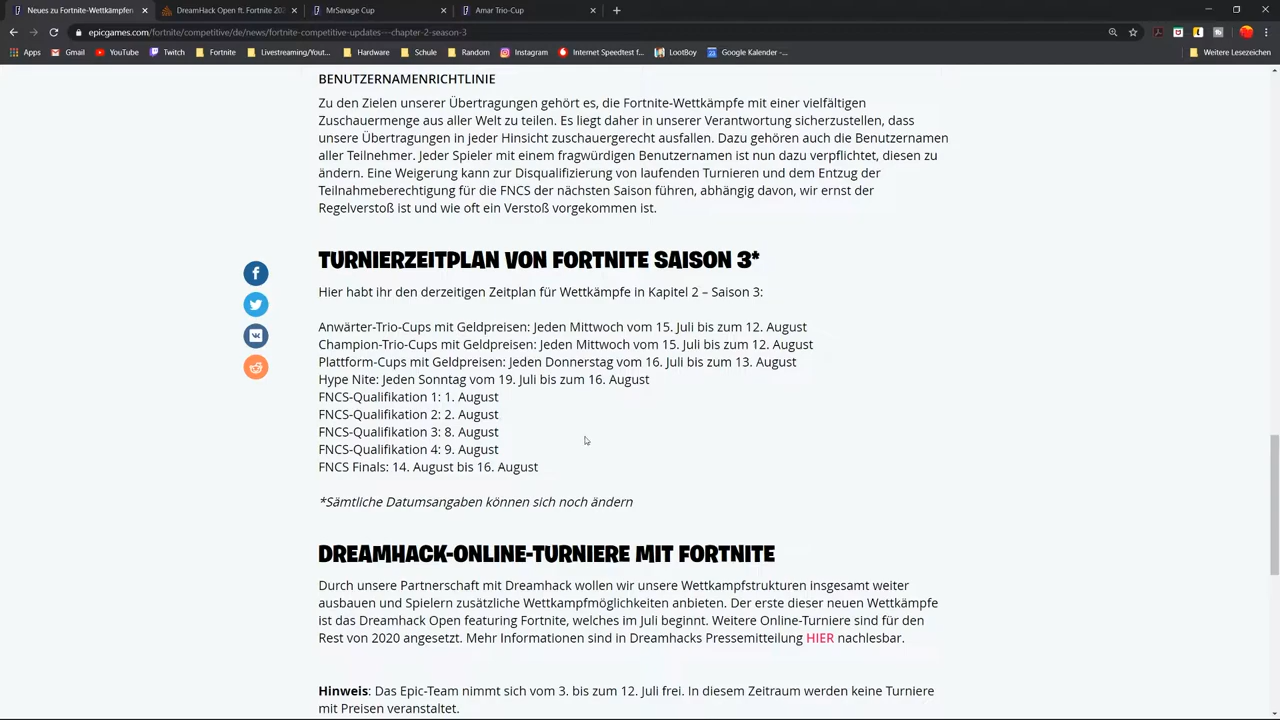 Neues zu Fortnite-Wettkämpfen
DreamHack Open ft. Fortnite 202
MrSavage Cup
Amar Trio-Cup
epicgames.com/fortnite/competitive/de/news/fortnite-competitive-updates---chapter-2-season-3
Apps
Gmail
YouTube
Twitch
Fortnite
Livestreaming/Yout...
Hardware
Schule
Random
Instagram
Internet Speedtest f...
LootBoy
Google Kalender -...
Weitere Lesezeichen
BENUTZERNAMENRICHTLINIE
Zu den Zielen unserer Übertragungen gehört es, die Fortnite-Wettkämpfe mit einer vielfältigen
Zuschauermenge aus aller Welt zu teilen. Es liegt daher in unserer Verantwortung sicherzustellen, dass
unsere Übertragungen in jeder Hinsicht zuschauergerecht ausfallen. Dazu gehören auch die Benutzernamen
aller Teilnehmer. Jeder Spieler mit einem fragwürdigen Benutzernamen ist nun dazu verpflichtet, diesen zu
ändern. Eine Weigerung kann zur Disqualifizierung von laufenden Turnieren und dem Entzug der
Teilnahmeberechtigung für die FNCS der nächsten Saison führen, abhängig davon, wir ernst der
Regelverstoß ist und wie oft ein Verstoß vorgekommen ist.
TURNIERZEITPLAN VON FORTNITE SAISON 3*
Hier habt ihr den derzeitigen Zeitplan für Wettkämpfe in Kapitel 2 – Saison 3:
Anwärter-Trio-Cups mit Geldpreisen: Jeden Mittwoch vom 15. Juli bis zum 12. August
Champion-Trio-Cups mit Geldpreisen: Jeden Mittwoch vom 15. Juli bis zum 12. August
Plattform-Cups mit Geldpreisen: Jeden Donnerstag vom 16. Juli bis zum 13. August
Hype Nite: Jeden Sonntag vom 19. Juli bis zum 16. August
FNCS-Qualifikation 1: 1. August
FNCS-Qualifikation 2: 2. August
FNCS-Qualifikation 3: 8. August
FNCS-Qualifikation 4: 9. August
FNCS Finals: 14. August bis 16. August
*Sämtliche Datumsangaben können sich noch ändern
DREAMHACK-ONLINE-TURNIERE MIT FORTNITE
Durch unsere Partnerschaft mit Dreamhack wollen wir unsere Wettkampfstrukturen insgesamt weiter
ausbauen und Spielern zusätzliche Wettkampfmöglichkeiten anbieten. Der erste dieser neuen Wettkämpfe
ist das Dreamhack Open featuring Fortnite, welches im Juli beginnt. Weitere Online-Turniere sind für den
Rest von 2020 angesetzt. Mehr Informationen sind in Dreamhacks Pressemitteilung HIER nachlesbar.
Hinweis: Das Epic-Team nimmt sich vom 3. bis zum 12. Juli frei. In diesem Zeitraum werden keine Turniere
mit Preisen veranstaltet.